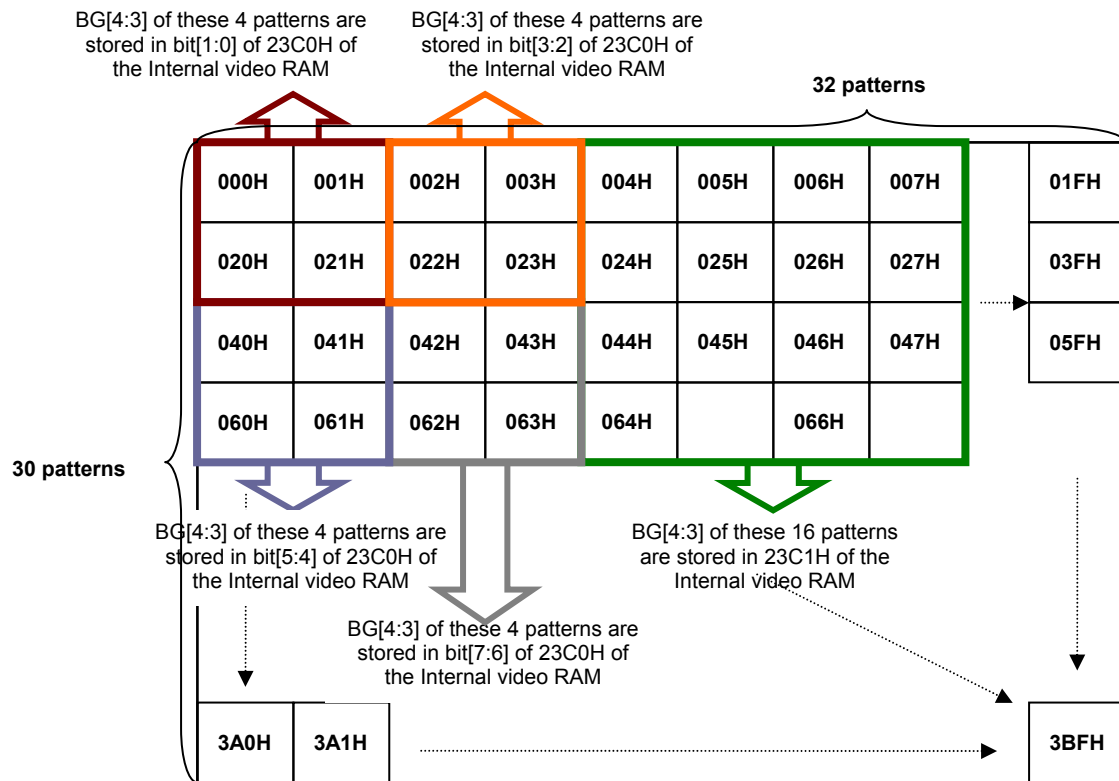 BG[4:3] of these 4 patterns are
stored in bit[1:0] of 23C0H of
the Internal video RAM
BG[4:3] of these 4 patterns are
stored in bit[3:2] of 23C0H of
the Internal video RAM
32 patterns
000H 001H 002H 003H 004H 005H 006H 007H 01FH
020H 021H 022H 023H 024H 025H 026H 027H 03FH
040H 041H 042H 043H 044H 045H 046H 047H 05FH
060H 061H 062H 063H 064H 066H
30 patterns
BG[4:3] of these 4 patterns are
stored in bit[5:4] of 23C0H of
the Internal video RAM
BG[4:3] of these 16 patterns
are stored in 23C1H of the
Internal video RAM
BG[4:3] of these 4 patterns are
stored in bit[7:6] of 23C0H of
the Internal video RAM
3A0H 3A1H 3BFH